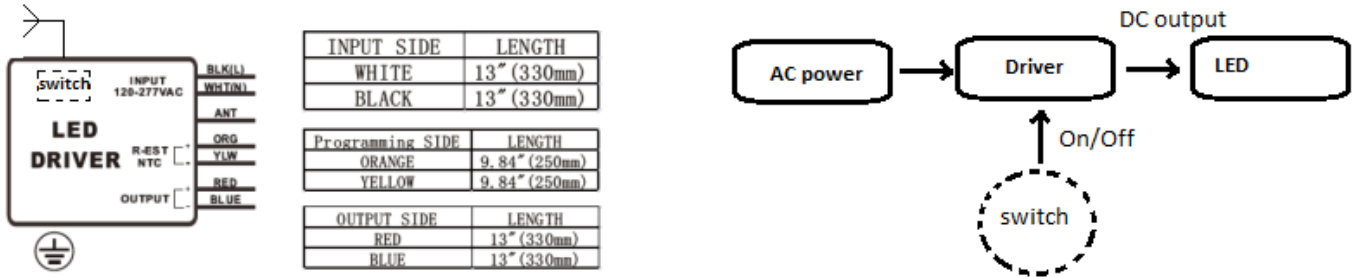 switch
INPUT
120-277VAC
LED
DRIVER
R-EST
NTC
+
-
OUTPUT
+
-
BLK(L)
WHT(N)
ANT
ORG
YLW
RED
BLUE
INPUT SIDE LENGTH
WHITE 13"(330mm)
BLACK 13"(330mm)
Programming SIDE LENGTH
ORANGE 9.84"(250mm)
YELLOW 9.84"(250mm)
OUTPUT SIDE LENGTH
RED 13"(330mm)
BLUE 13"(330mm)
DC output
AC power
Driver
LED
On/Off
switch